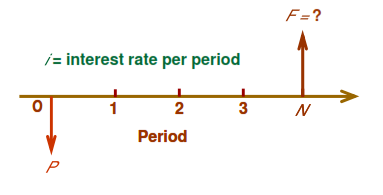 F=?
i= interest rate per period
0 1 2 3 N
Period
P